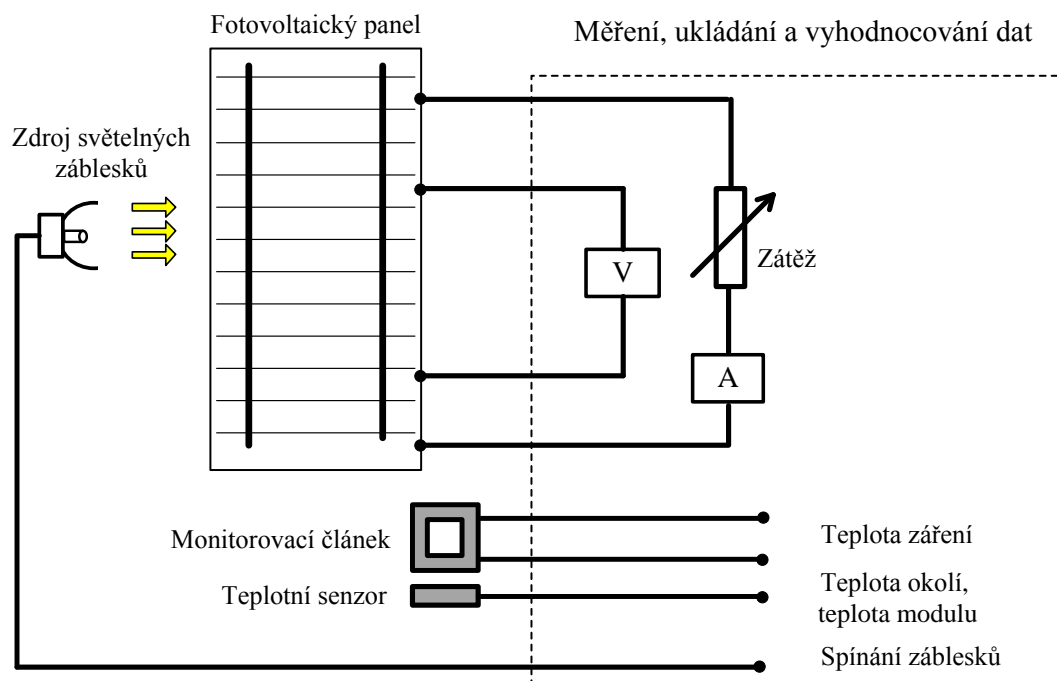 Fotovoltaický panel
Měření, ukládání a vyhodnocování dat
Zdroj světelných
záblesků
V
Zátěž
A
Monitorovací článek
Teplota záření
Teplotní senzor
Teplota okolí,
teplota modulu
Spínání záblesků